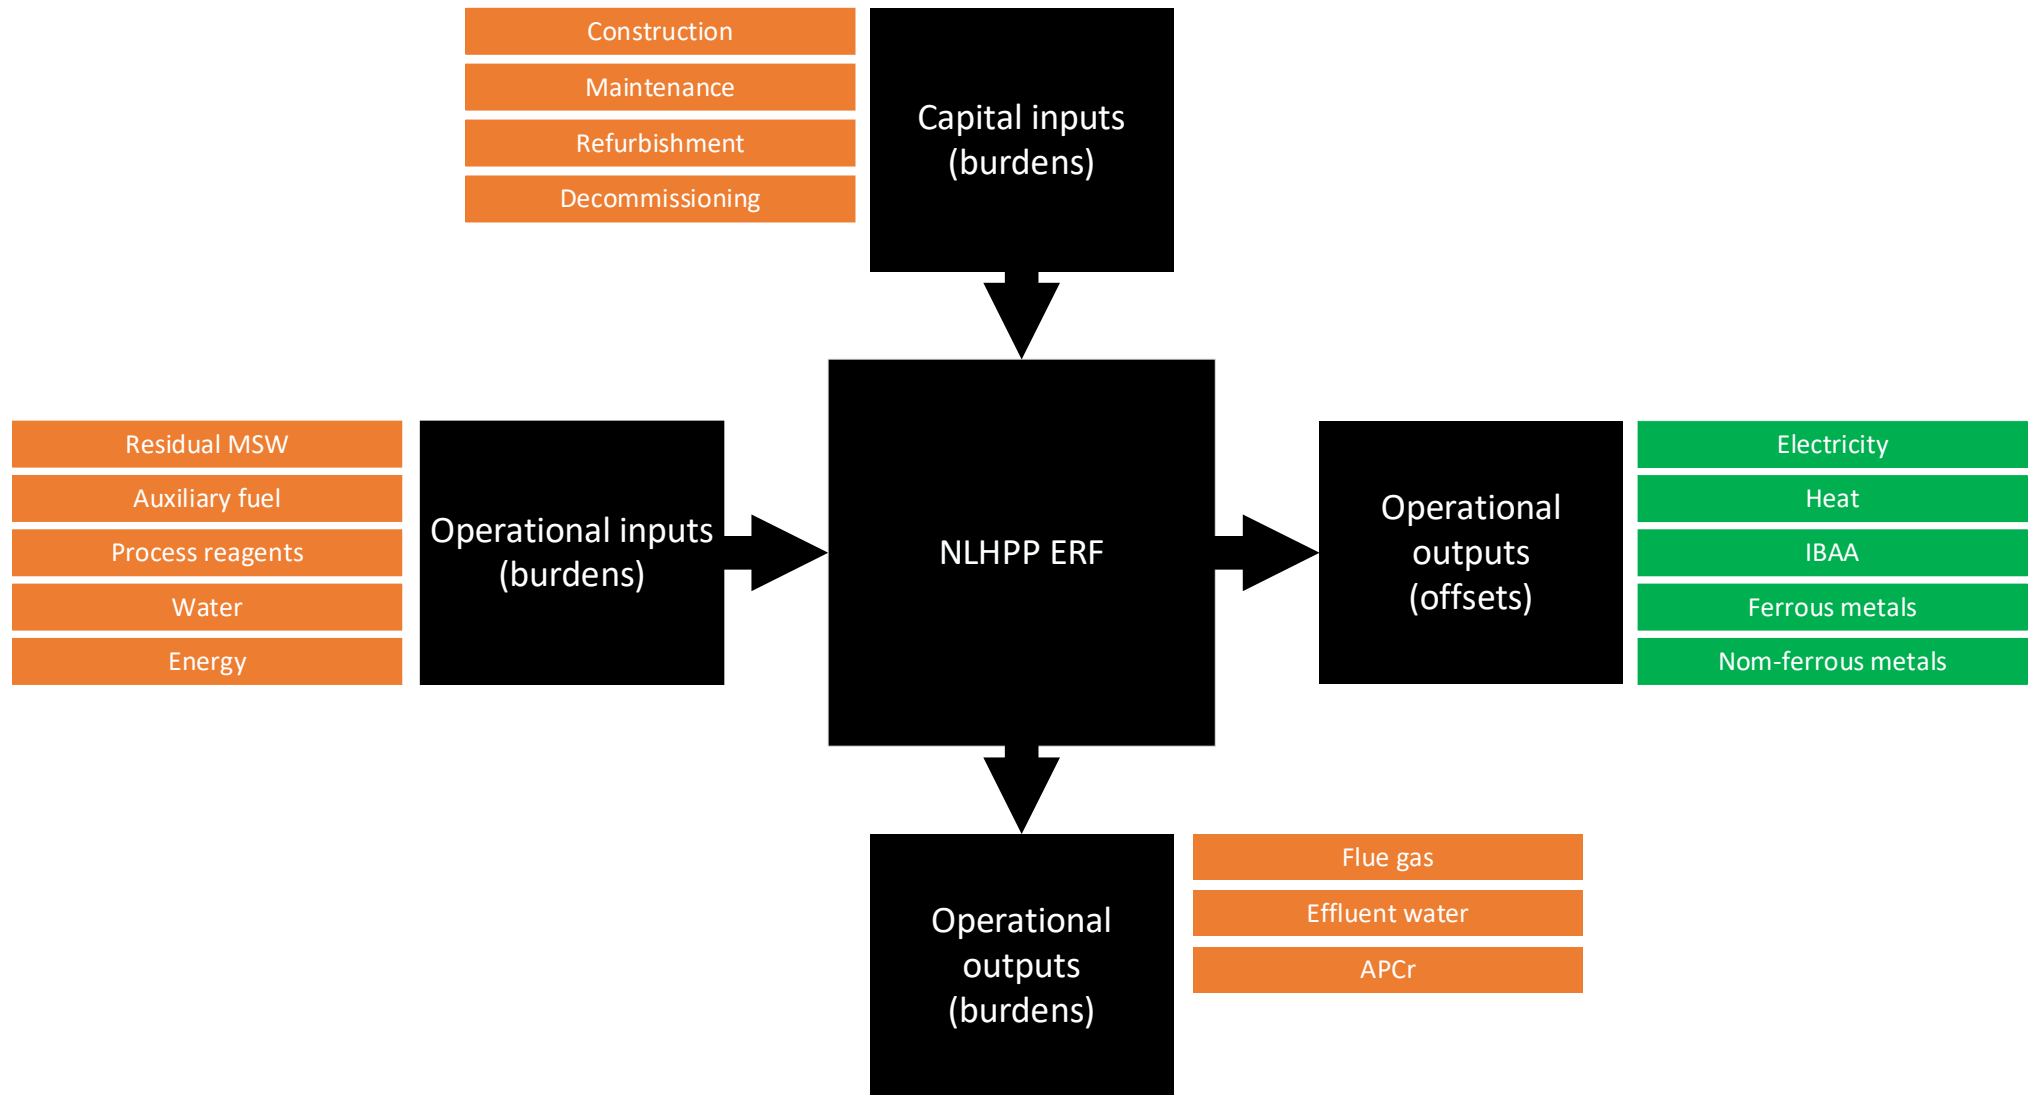 Construction
Maintenance
Refurbishment
Decommissioning
Capital inputs
(burdens)
Residual MSW
Auxiliary fuel
Process reagents
Water
Energy
Operational inputs
(burdens)
NLHPP ERF
Operational
outputs
(offsets)
Electricity
Heat
IBAA
Ferrous metals
Nom-ferrous metals
Operational
outputs
(burdens)
Flue gas
Effluent water
APCr